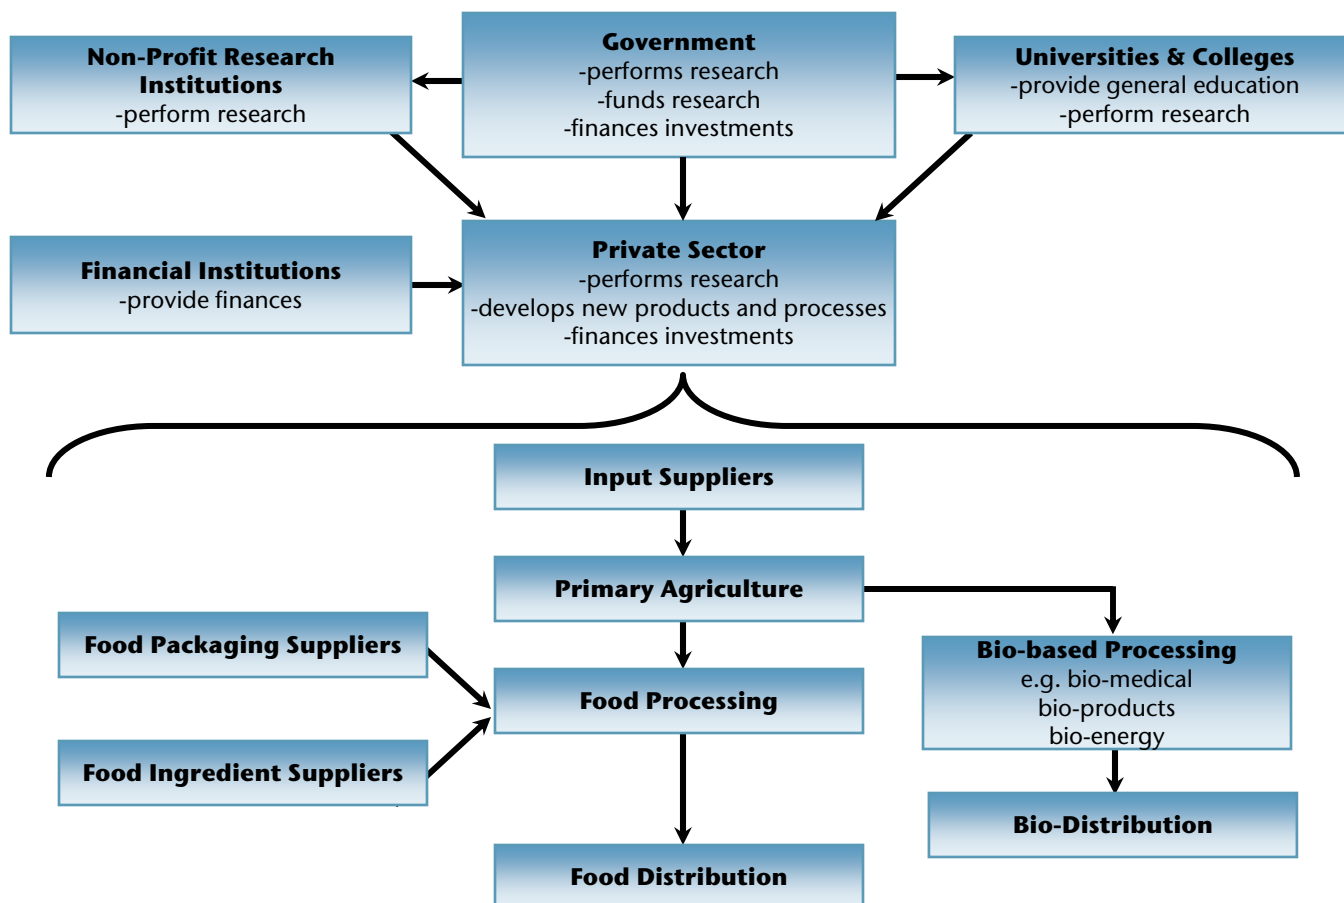 Non-Profit Research
Institutions
-perform research
Government
-performs research
-funds research
-finances investments
Universities & Colleges
-provide general education
-perform research
Financial Institutions
-provide finances
Private Sector
-performs research
-develops new products and processes
-finances investments
Input Suppliers
Primary Agriculture
Food Packaging Suppliers
Food Processing
Bio-based Processing
e.g. bio-medical
bio-products
bio-energy
Food Ingredient Suppliers
Bio-Distribution
Food Distribution